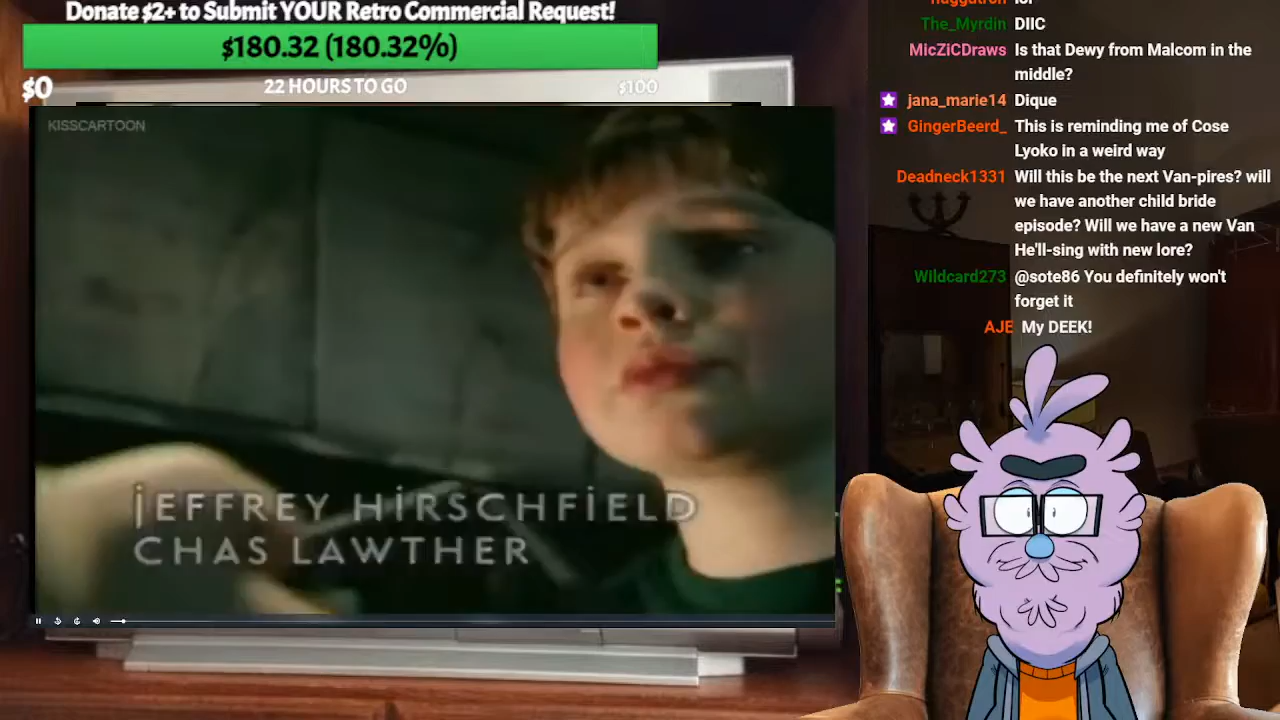 Donate $2+ to Submit YOUR Retro Commercial Request!
$180.32 (180.32%)
$0
22 HOURS TO GO
$100
KISSCARTOON
jEFFREY HiRSCHFiELD
CHAS LAWTHER
The_Myrdin DIIC
MicZiCDraws Is that Dewy from Malcom in the
middle?
jana_marie14 Dique
GingerBeerd_ This is reminding me of Cose
Lyoko in a weird way
Deadneck1331 Will this be the next Van-pires? will
we have another child bride
episode? Will we have a new Van
He'll-sing with new lore?
Wildcard273 @sote86 You definitely won't
forget it
AJE My DEEK!